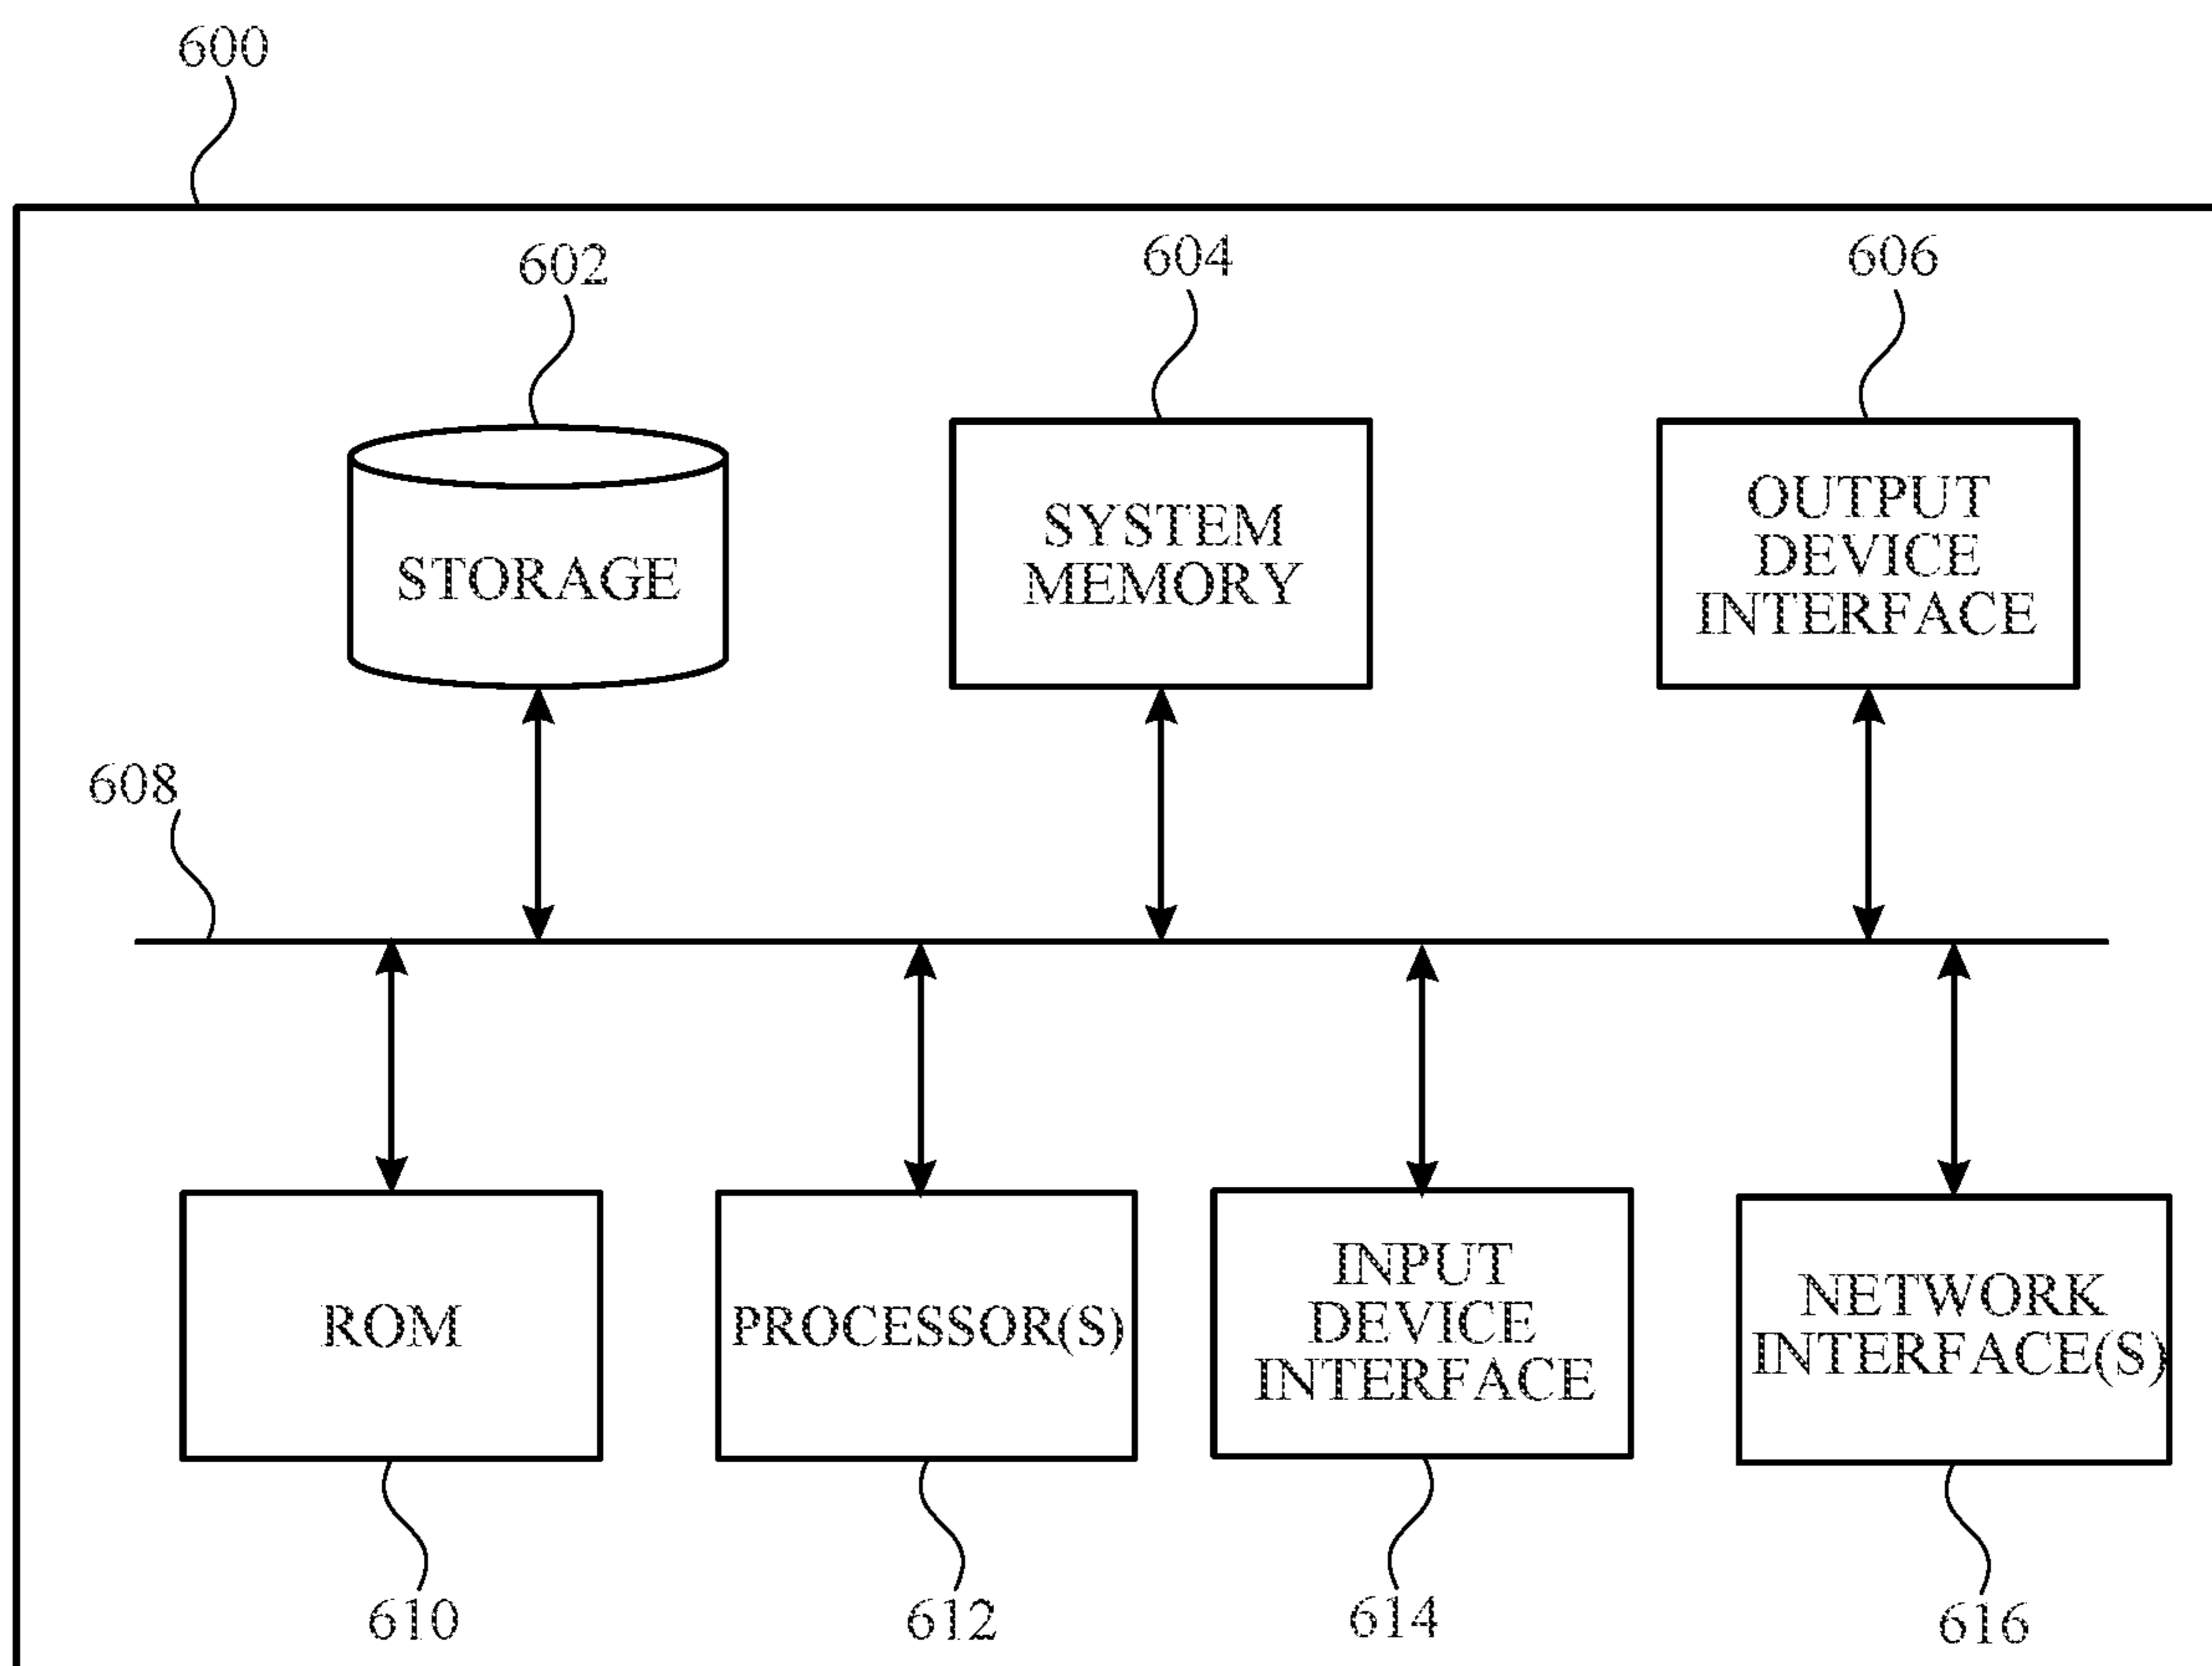 600
602
604
606
STORAGE
SYSTEM
MEMORY
OUTPUT
DEVICE
INTERFACE
608
ROM
PROCESSOR(S)
INPUT
DEVICE
INTERFACE
NETWORK
INTERFACE(S)
610
612
614
616